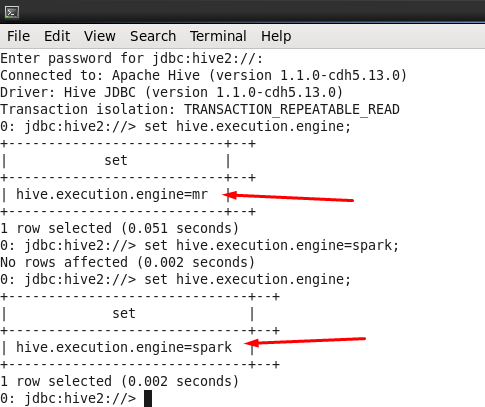 File Edit View Search Terminal Help
Enter password for jdbc:hive2://:
Connected to: Apache Hive (version 1.1.0-cdh5.13.0)
Driver: Hive JDBC (version 1.1.0-cdh5.13.0)
Transaction isolation: TRANSACTION_REPEATABLE_READ
0: jdbc:hive2://> set hive.execution.engine;
+---------------------------+--+
|            set            |
+---------------------------+--+
| hive.execution.engine=mr  |
+---------------------------+--+
1 row selected (0.051 seconds)
0: jdbc:hive2://> set hive.execution.engine=spark;
No rows affected (0.002 seconds)
0: jdbc:hive2://> set hive.execution.engine;
+------------------------------+--+
|             set              |
+------------------------------+--+
| hive.execution.engine=spark  |
+------------------------------+--+
1 row selected (0.002 seconds)
0: jdbc:hive2://>